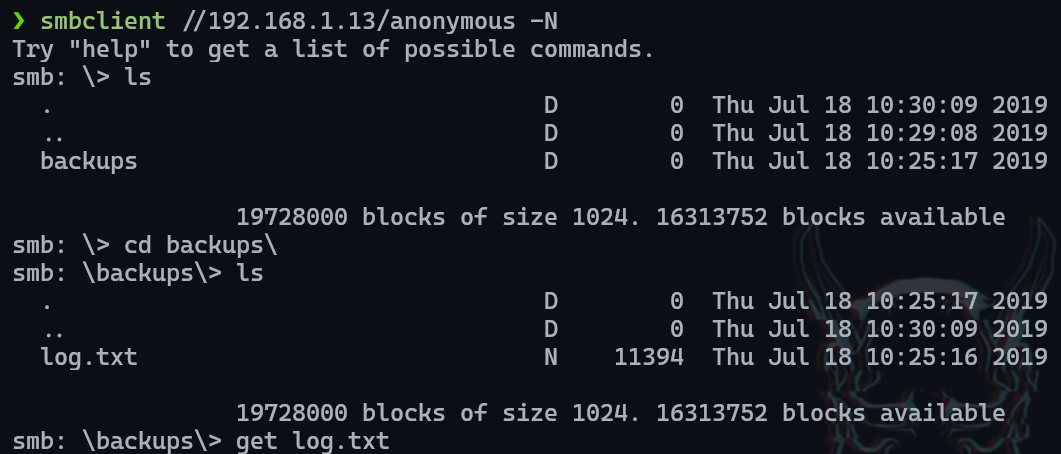 ❯ smbclient //192.168.1.13/anonymous -N
Try "help" to get a list of possible commands.
smb: \> ls
  .                                   D        0  Thu Jul 18 10:30:09 2019
  ..                                  D        0  Thu Jul 18 10:29:08 2019
  backups                             D        0  Thu Jul 18 10:25:17 2019
                19728000 blocks of size 1024. 16313752 blocks available
smb: \> cd backups\
smb: \backups\> ls
  .                                   D        0  Thu Jul 18 10:25:17 2019
  ..                                  D        0  Thu Jul 18 10:30:09 2019
  log.txt                             N    11394  Thu Jul 18 10:25:16 2019
                19728000 blocks of size 1024. 16313752 blocks available
smb: \backups\> get log.txt